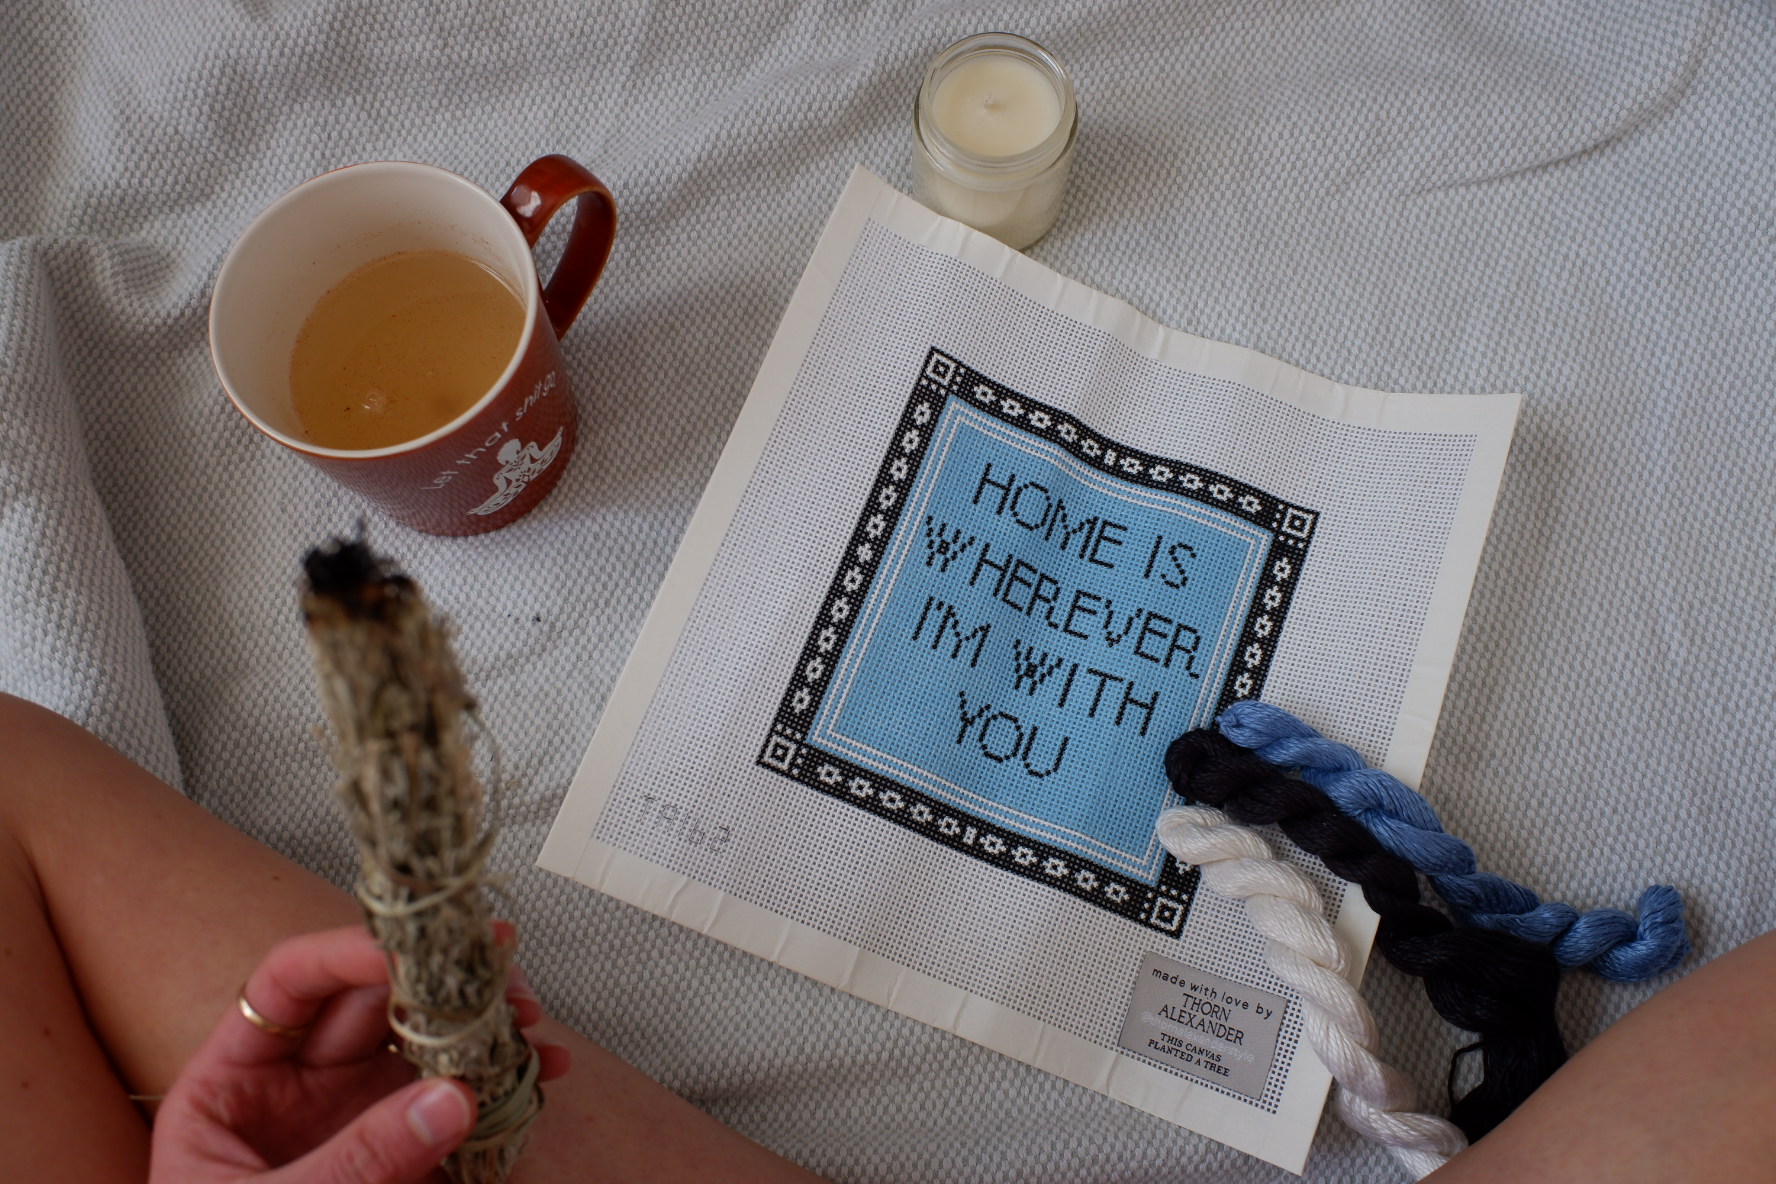 Let that shit go
HOME IS
WHEREVER
I'M WITH
YOU
made with love by
THORN
ALEXANDER
THIS CANVAS
PLANTED A TREE